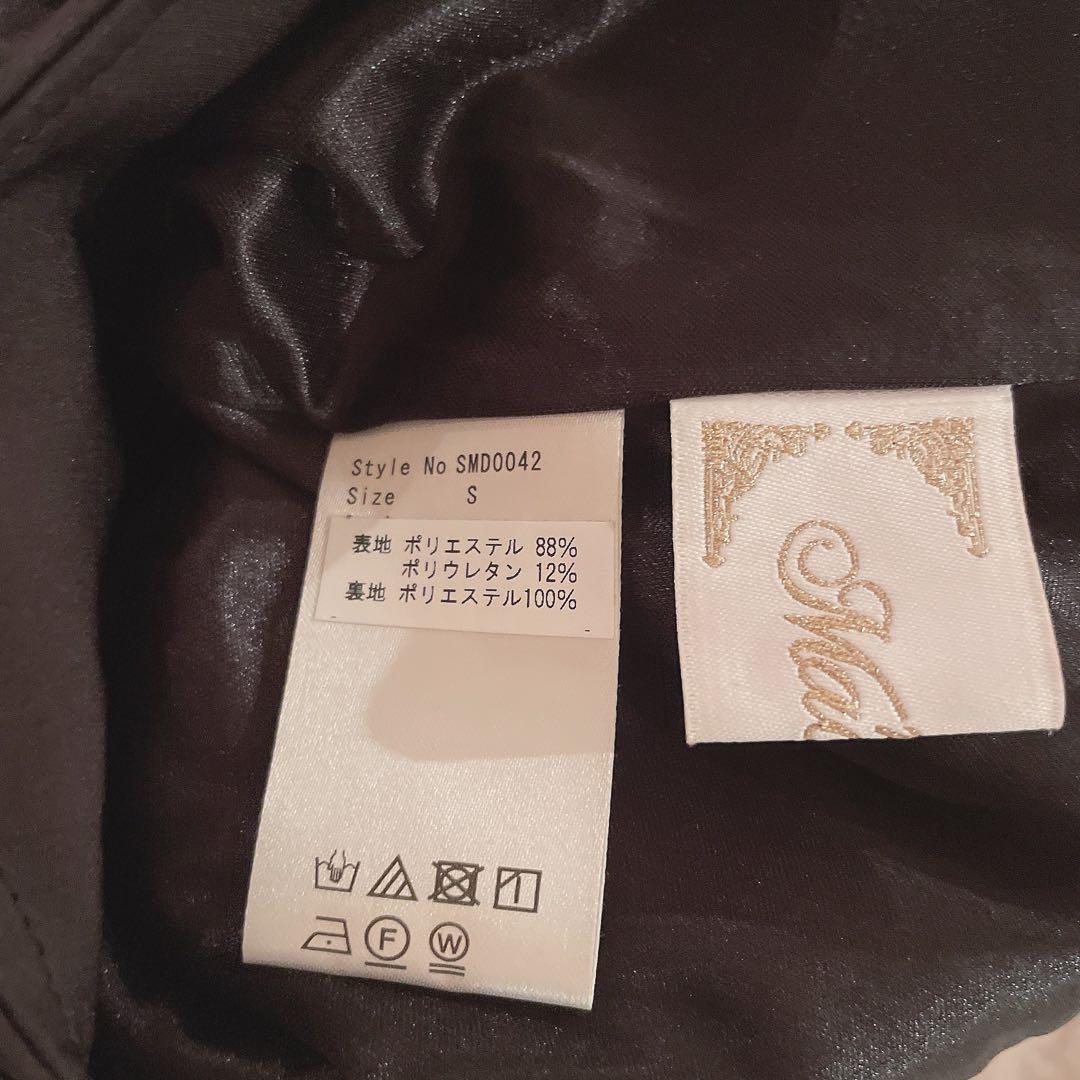 Style No SMD0042
Size S
表地 ポリエステル 88%
ポリウレタン 12%
裏地 ポリエステル100%
F
W